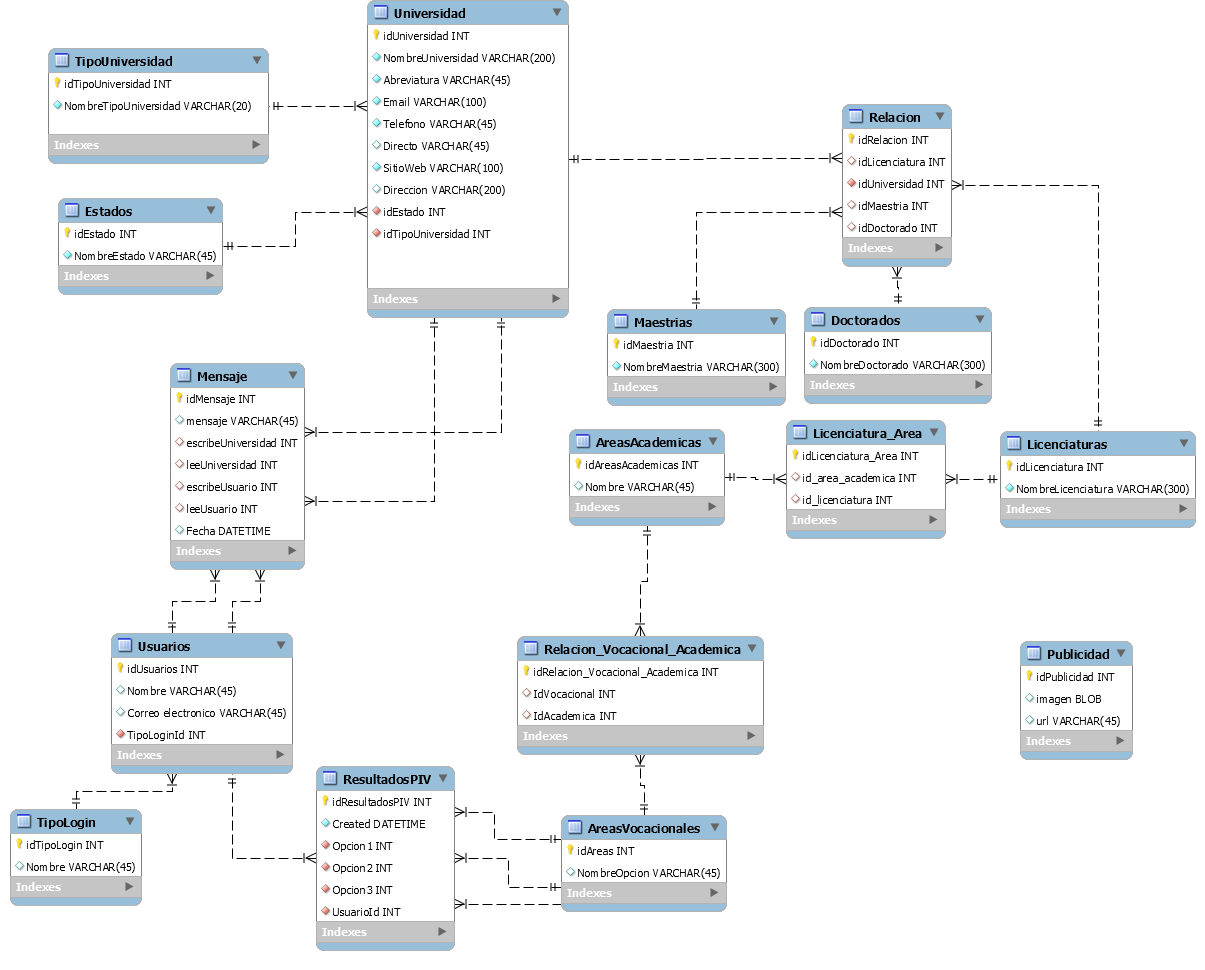 Universidad
idUniversidad INT
NombreUniversidad VARCHAR(200)
Abreviatura VARCHAR(45)
Email VARCHAR(100)
Telefono VARCHAR(45)
Directo VARCHAR(45)
SitioWeb VARCHAR(100)
Direccion VARCHAR(200)
idEstado INT
idTipoUniversidad INT
Indexes
TipoUniversidad
idTipoUniversidad INT
NombreTipoUniversidad VARCHAR(20)
Indexes
Estados
idEstado INT
NombreEstado VARCHAR(45)
Indexes
Relacion
idRelacion INT
idLicenciatura INT
idUniversidad INT
idMaestria INT
idDoctorado INT
Indexes
Maestrias
idMaestria INT
NombreMaestria VARCHAR(300)
Indexes
Doctorados
idDoctorado INT
NombreDoctorado VARCHAR(300)
Indexes
Mensaje
idMensaje INT
mensaje VARCHAR(45)
escribeUniversidad INT
leeUniversidad INT
escribeUsuario INT
leeUsuario INT
Fecha DATETIME
Indexes
AreasAcademicas
idAreasAcademicas INT
Nombre VARCHAR(45)
Indexes
Licenciatura_Area
idLicenciatura_Area INT
id_area_academica INT
id_licenciatura INT
Indexes
Licenciaturas
idLicenciatura INT
NombreLicenciatura VARCHAR(300)
Indexes
Usuarios
idUsuarios INT
Nombre VARCHAR(45)
Correo electronico VARCHAR(45)
TipoLoginId INT
Indexes
Relacion_Vocacional_Academica
idRelacion_Vocacional_Academica INT
IdVocacional INT
IdAcademica INT
Indexes
Publicidad
idPublicidad INT
imagen BLOB
url VARCHAR(45)
Indexes
TipoLogin
idTipoLogin INT
Nombre VARCHAR(45)
Indexes
ResultadosPIV
idResultadosPIV INT
Created DATETIME
Opcion1 INT
Opcion2 INT
Opcion3 INT
UsuarioId INT
Indexes
AreasVocacionales
idAreas INT
NombreOpcion VARCHAR(45)
Indexes